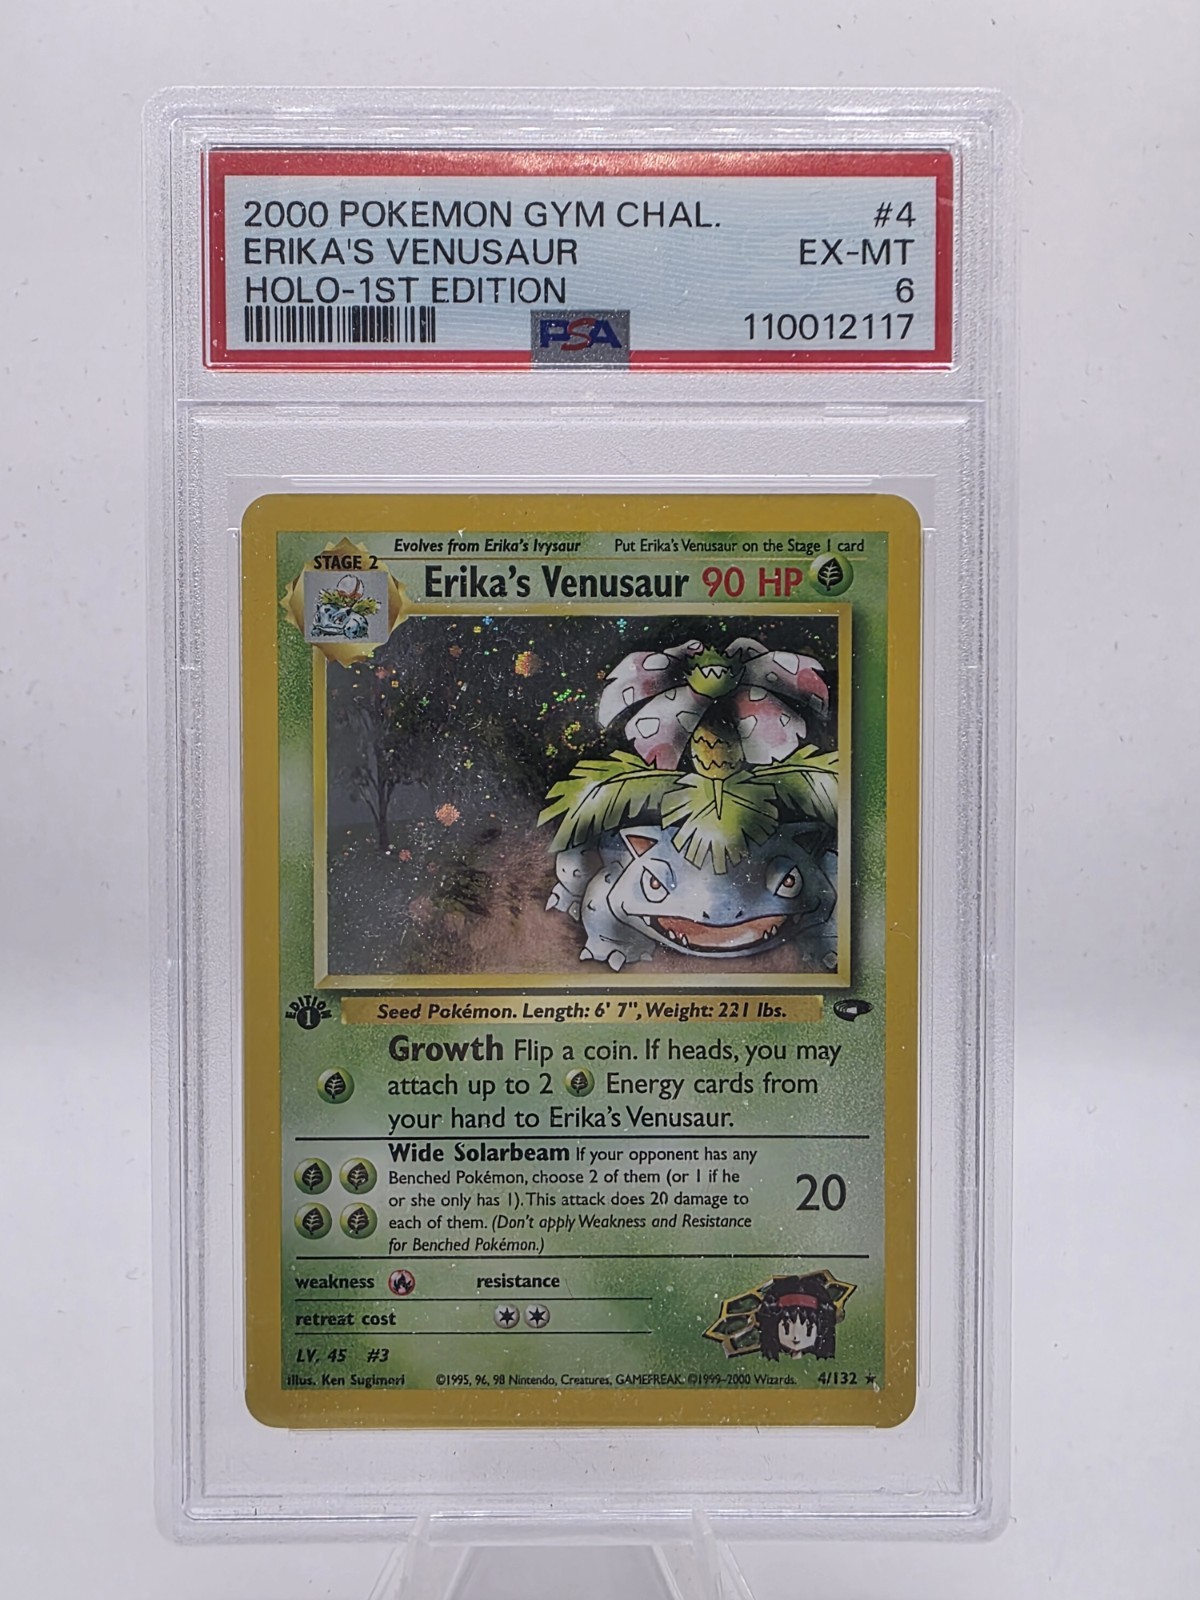 2000 POKEMON GYM CHAL. #4
ERIKA'S VENUSAUR EX-MT
HOLO-1ST EDITION 6
PSA 110012117
Evolves from Erika's Ivysaur Put Erika's Venusaur on the Stage 1 card
STAGE 2
Erika's Venusaur 90 HP
EDITION
1
Seed Pokémon. Length: 6' 7", Weight: 221 lbs.
Growth Flip a coin. If heads, you may
attach up to 2 Energy cards from
your hand to Erika's Venusaur.
Wide Solarbeam If your opponent has any
Benched Pokémon, choose 2 of them (or 1 if he
or she only has 1). This attack does 20 damage to
each of them. (Don't apply Weakness and Resistance
for Benched Pokémon.)
20
weakness resistance
retreat cost
LV. 45 #3
Illus. Ken Sugimori ©1995, 96, 98 Nintendo, Creatures, GAMEFREAK. ©1999-2000 Wizards. 4/132 ★